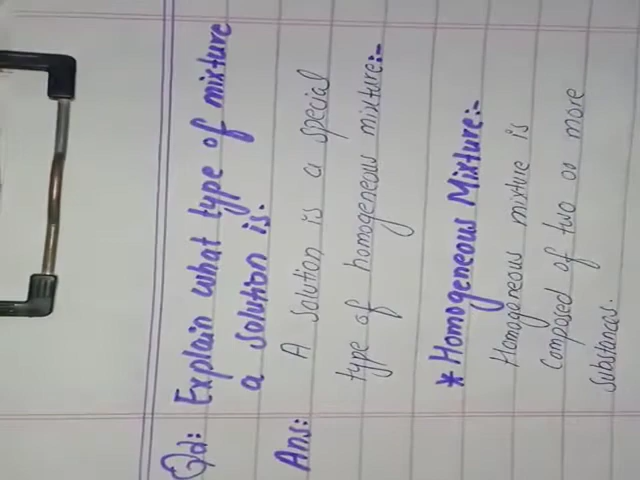 Qd: Explain what type of mixture
a solution is.
Ans: A solution is a special
type of homogeneous mixture:-
* Homogeneous Mixture:-
Homogeneous mixture is
composed of two or more
substances.